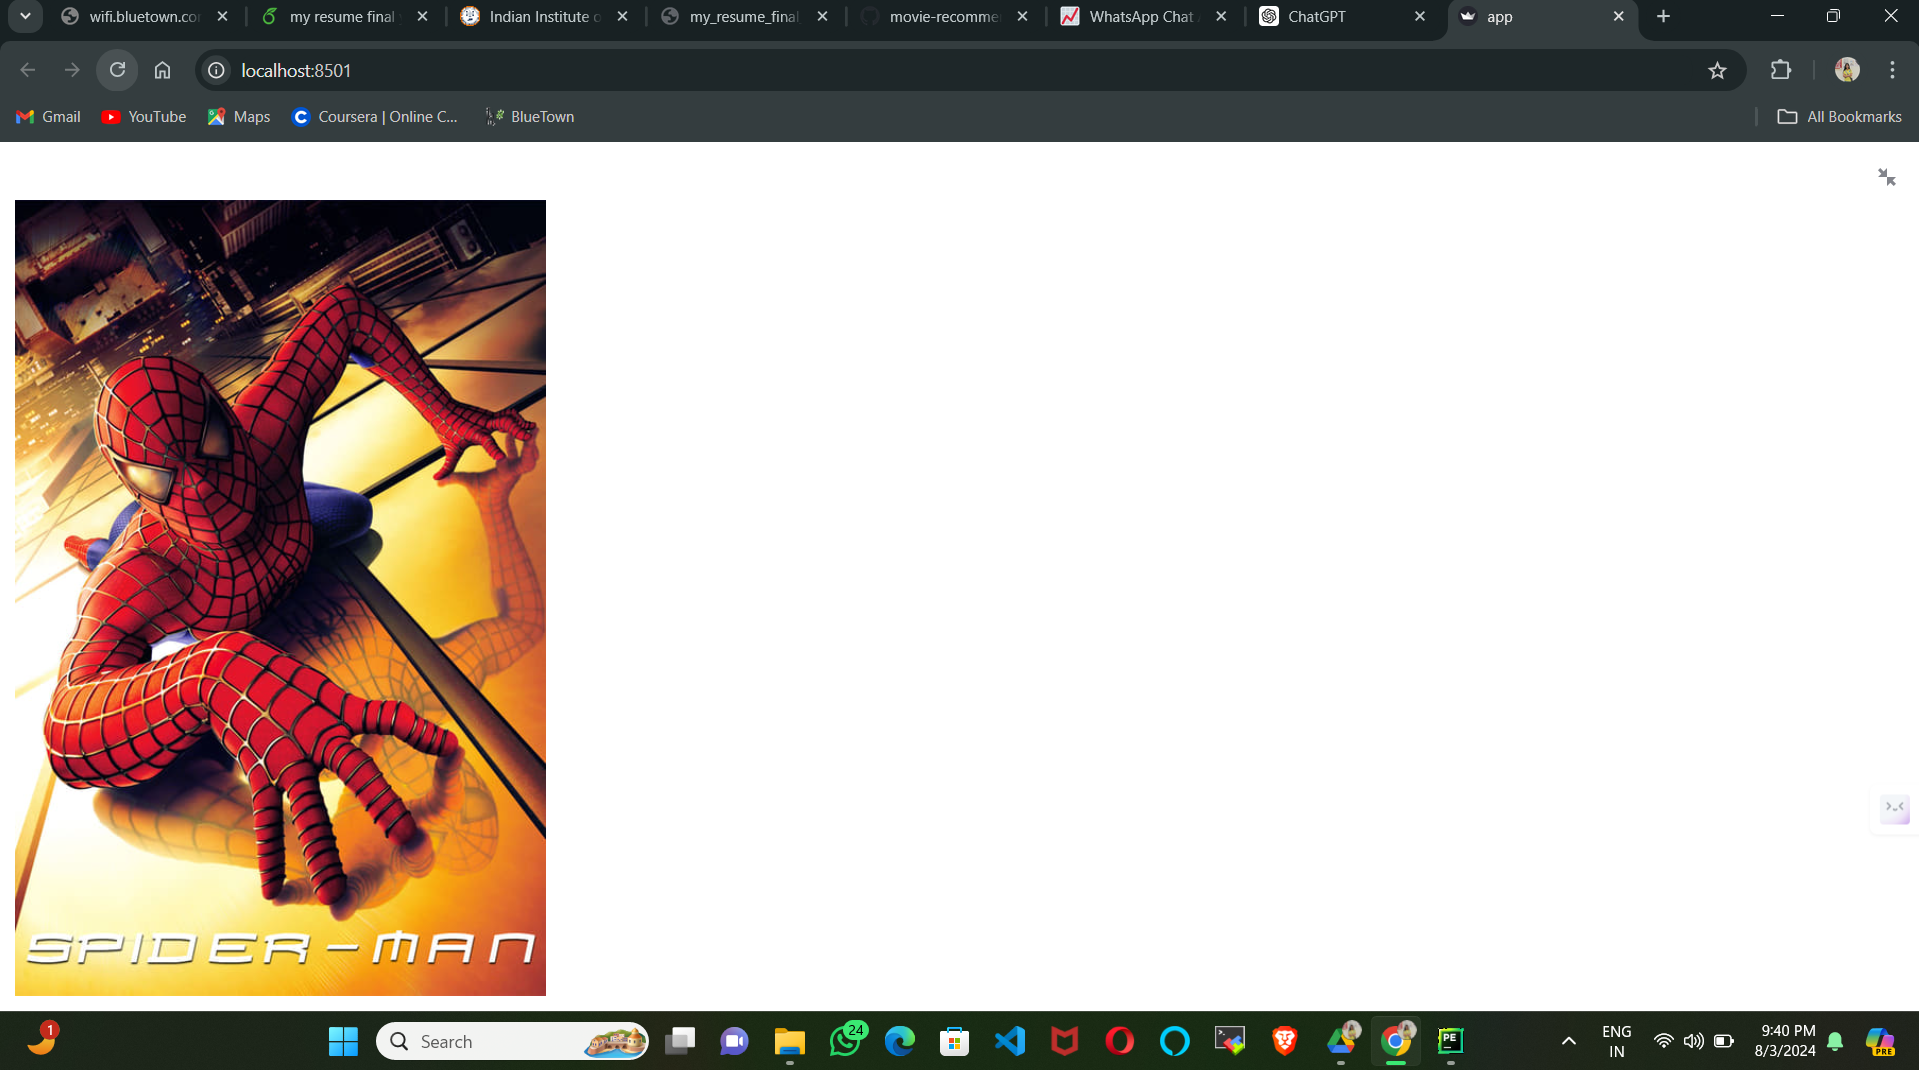 wifi.bluetown.co
my resume final
Indian Institute o
my_resume_final
movie-recomme
WhatsApp Chat
ChatGPT
app
localhost:8501
Gmail
YouTube
Maps
Coursera | Online C...
BlueTown
All Bookmarks
SPIDER-MAN
1
Search
24
PE
ENG
IN
9:40 PM
8/3/2024
PRE